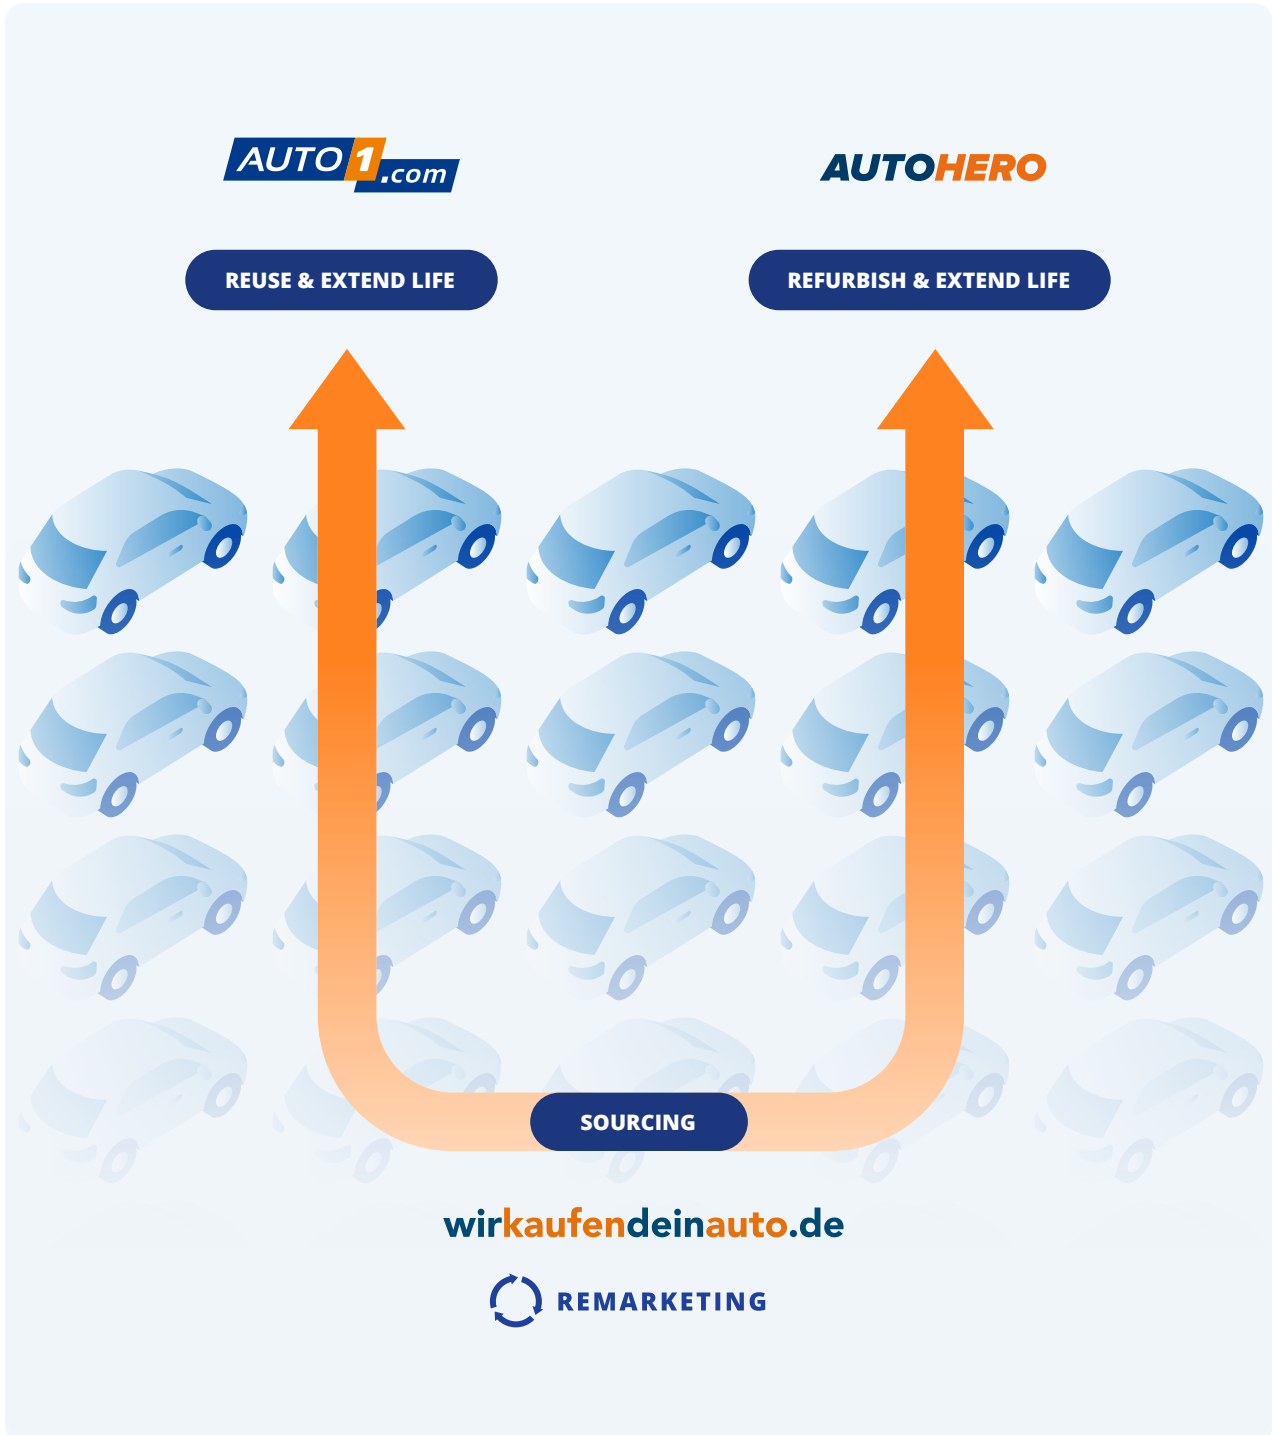 AUTO1.com
AUTOHERO
REUSE & EXTEND LIFE
REFURBISH & EXTEND LIFE
SOURCING
wirkaufendeinauto.de
REMARKETING